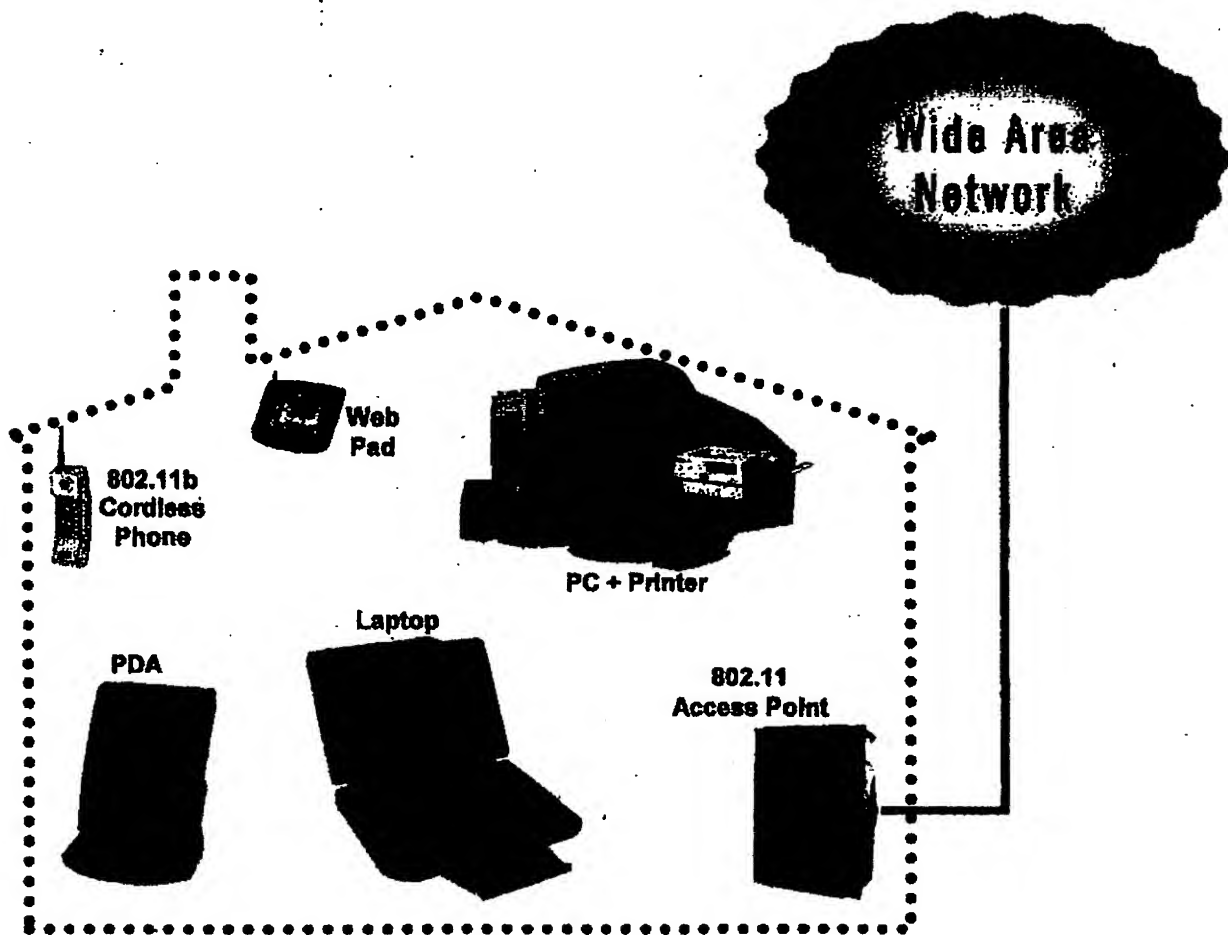 Wide Area
Network
Web
Pad
802.11b
Cordless
Phone
PC + Printer
Laptop
PDA
802.11
Access Point